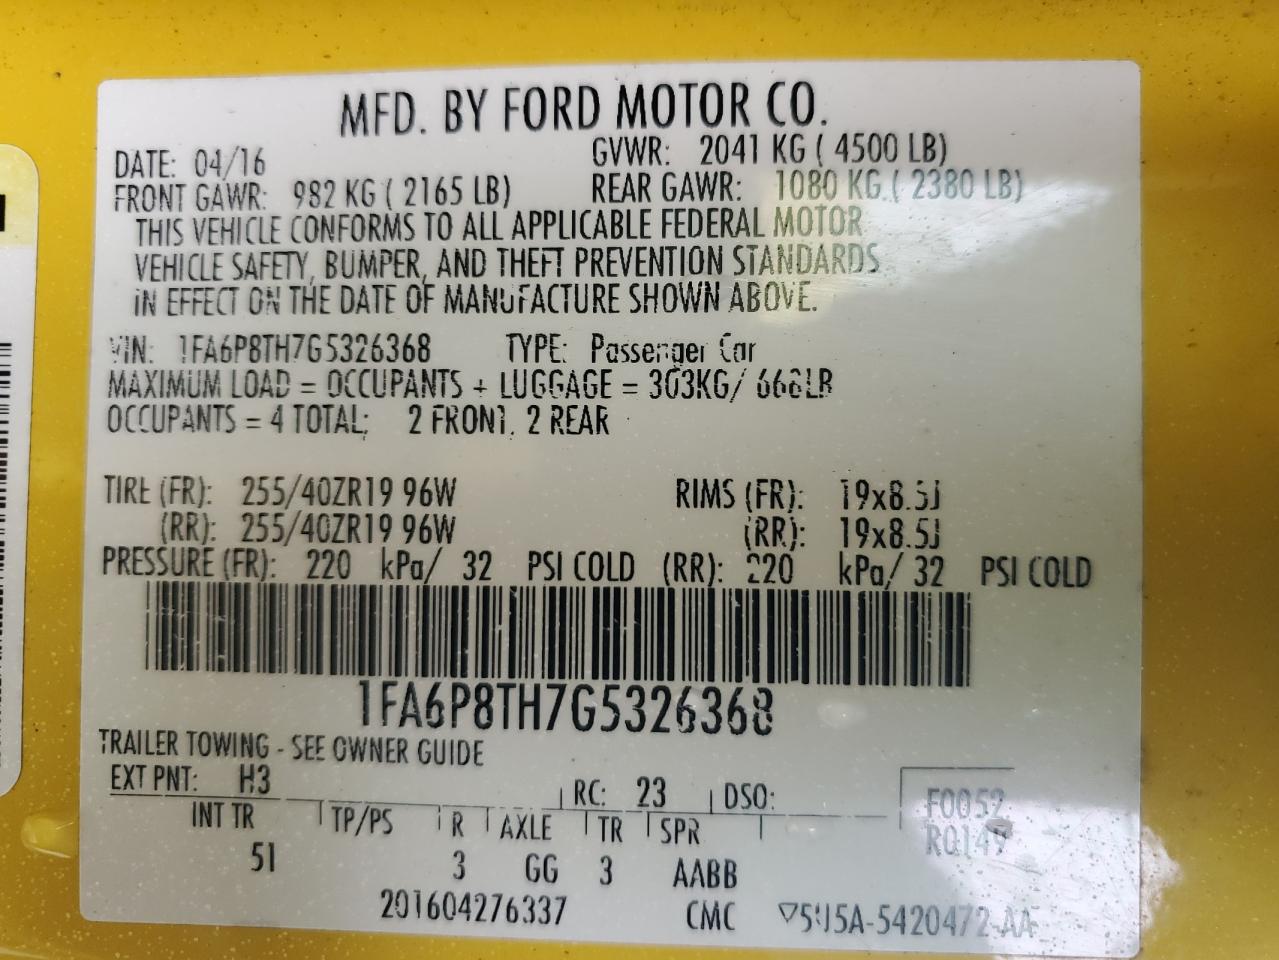 MFD. BY FORD MOTOR CO.
DATE: 04/16 GVWR: 2041 KG ( 4500 LB)
FRONT GAWR: 982 KG ( 2165 LB) REAR GAWR: 1080 KG ( 2380 LB)
THIS VEHICLE CONFORMS TO ALL APPLICABLE FEDERAL MOTOR
VEHICLE SAFETY, BUMPER, AND THEFT PREVENTION STANDARDS
IN EFFECT ON THE DATE OF MANUFACTURE SHOWN ABOVE.
VIN: 1FA6P8TH7G5326368 TYPE: Passenger Car
MAXIMUM LOAD = OCCUPANTS + LUGGAGE = 303KG/ 668LB
OCCUPANTS = 4 TOTAL: 2 FRONT, 2 REAR
TIRE (FR): 255/40ZR19 96W RIMS (FR): 19x8.5J
(RR): 255/40ZR19 96W (RR): 19x8.5J
PRESSURE (FR): 220 kPa/ 32 PSI COLD (RR): 220 kPa/ 32 PSI COLD
1FA6P8TH7G5326368
TRAILER TOWING - SEE OWNER GUIDE
EXT PNT: H3 RC: 23 DSO: F0052
INT TR TP/PS R AXLE TR SPR R0149
51 3 GG 3 AABB
201604276337 CMC ▽5U5A-5420472-AA